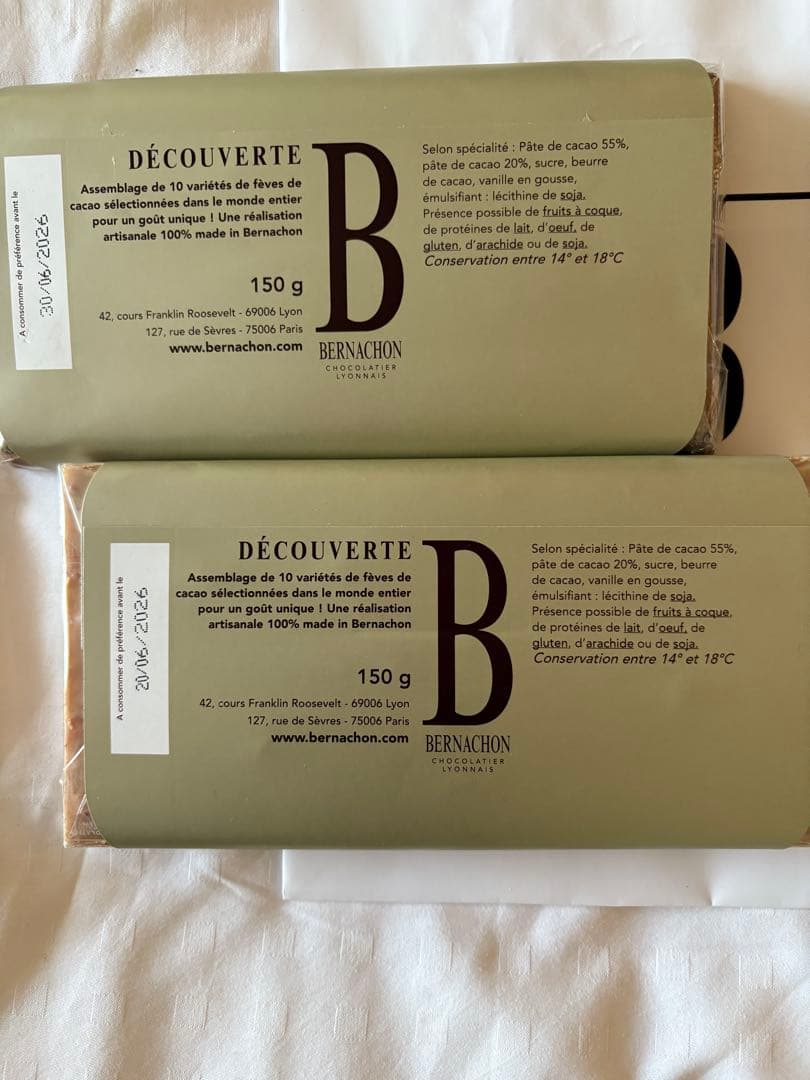 A consommer de préférence avant le
30/06/2026
DÉCOUVERTE
Assemblage de 10 variétés de fèves de
cacao sélectionnées dans le monde entier
pour un goût unique ! Une réalisation
artisanale 100% made in Bernachon
150 g
42, cours Franklin Roosevelt - 69006 Lyon
127, rue de Sèvres - 75006 Paris
www.bernachon.com
B
BERNACHON
CHOCOLATIER
LYONNAIS
Selon spécialité : Pâte de cacao 55%,
pâte de cacao 20%, sucre, beurre
de cacao, vanille en gousse,
émulsifiant : lécithine de soja.
Présence possible de fruits à coque,
de protéines de lait, d'oeuf, de
gluten, d'arachide ou de soja.
Conservation entre 14° et 18°C
A consommer de préférence avant le
20/06/2026
DÉCOUVERTE
Assemblage de 10 variétés de fèves de
cacao sélectionnées dans le monde entier
pour un goût unique ! Une réalisation
artisanale 100% made in Bernachon
150 g
42, cours Franklin Roosevelt - 69006 Lyon
127, rue de Sèvres - 75006 Paris
www.bernachon.com
B
BERNACHON
CHOCOLATIER
LYONNAIS
Selon spécialité : Pâte de cacao 55%,
pâte de cacao 20%, sucre, beurre
de cacao, vanille en gousse,
émulsifiant : lécithine de soja.
Présence possible de fruits à coque,
de protéines de lait, d'oeuf, de
gluten, d'arachide ou de soja.
Conservation entre 14° et 18°C